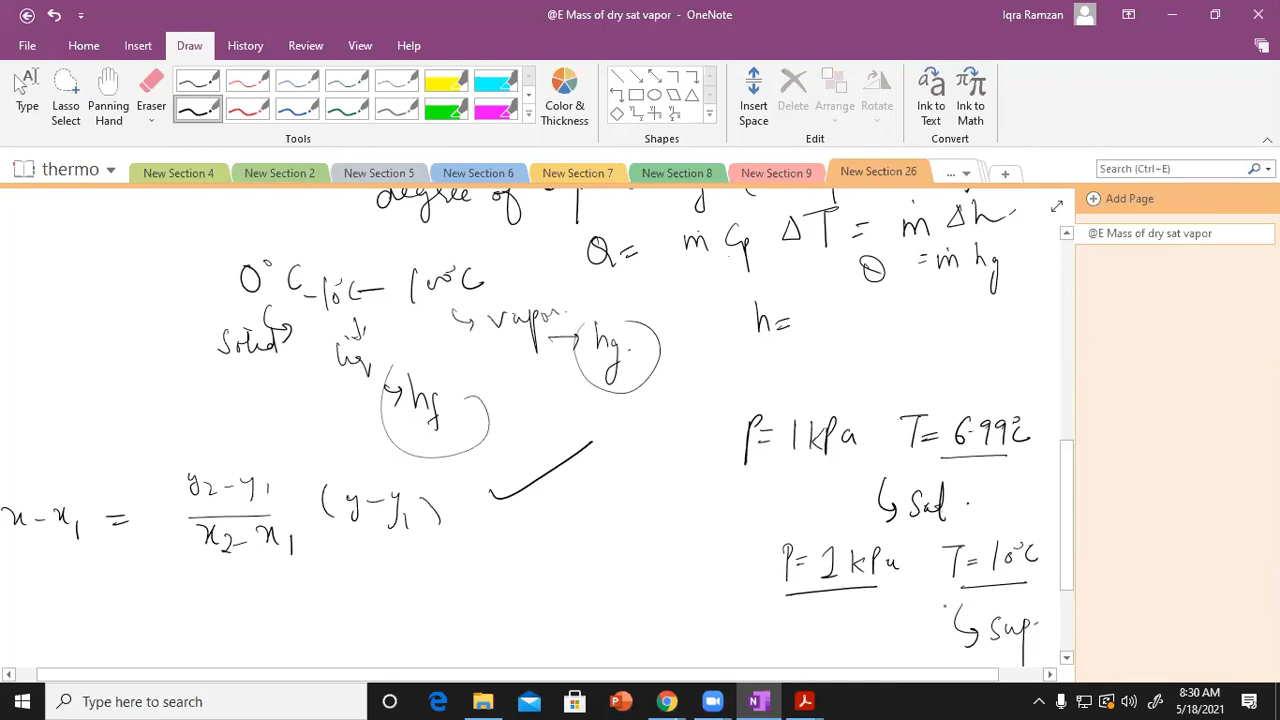 @E Mass of dry sat vapor - OneNote
Iqra Ramzan
File Home Insert Draw History Review View Help
Type
Lasso Select
Panning Hand
Eraser
Color & Thickness
Insert Space
Delete
Arrange
Rotate
Ink to Text
Ink to Math
Tools
Shapes
Edit
Convert
thermo
New Section 4
New Section 2
New Section 5
New Section 6
New Section 7
New Section 8
New Section 9
New Section 26
...
Search (Ctrl+E)
Add Page
@E Mass of dry sat vapor
degree of
Q = ṁ Cp ΔT = ṁ Δh
Q = ṁ hg
0°C -10°C- 100°C
solid
liq
vapor → hg
hf
h=
P= 1 kPa T= 6.99°C
sat
x - x1 = y2-y1 / x2-x1 (y-y1)
P= 1 kPa T= 10°C
sup.
Type here to search
8:30 AM
5/18/2021